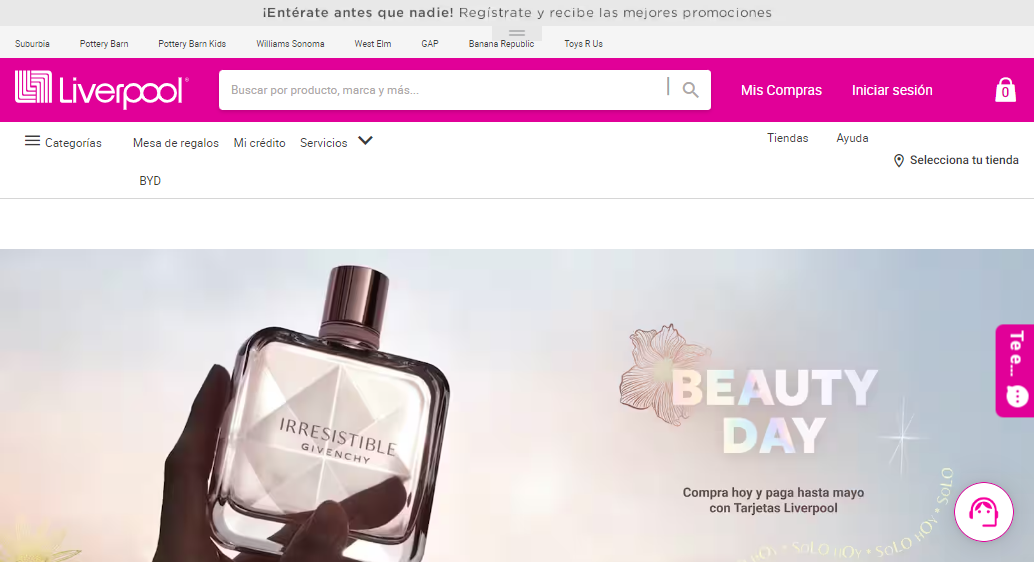 ¡Entérate antes que nadie! Regístrate y recibe las mejores promociones
Suburbia Pottery Barn Pottery Barn Kids Williams Sonoma West Elm GAP Banana Republic Toys R Us
Liverpool® Buscar por producto, marca y más... Mis Compras Iniciar sesión 0
Categorías Mesa de regalos Mi crédito Servicios Tiendas Ayuda
Selecciona tu tienda
BYD
IRRESISTIBLE
GIVENCHY
BEAUTY
DAY
Compra hoy y paga hasta mayo
con Tarjetas Liverpool
HOY • SOLO HOY • SOLO HOY • SOLO
Te e...